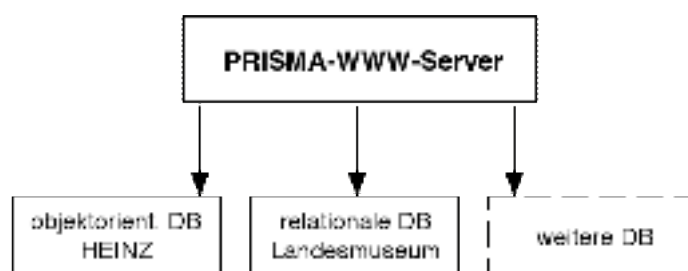 PRISMA-WWW-Server
objektorient. DB
HEINZ
relationale DB
Landesmuseum
weitere DB